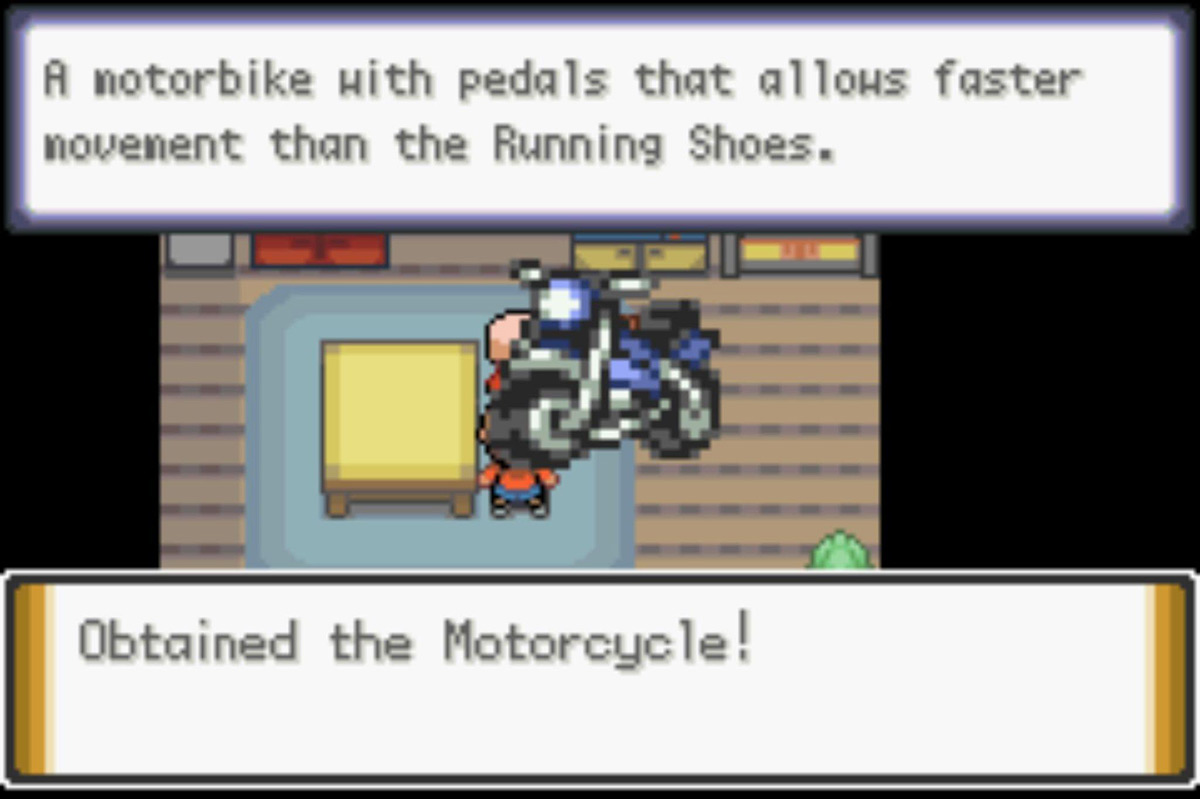 A motorbike with pedals that allows faster
movement than the Running Shoes.
Obtained the Motorcycle!